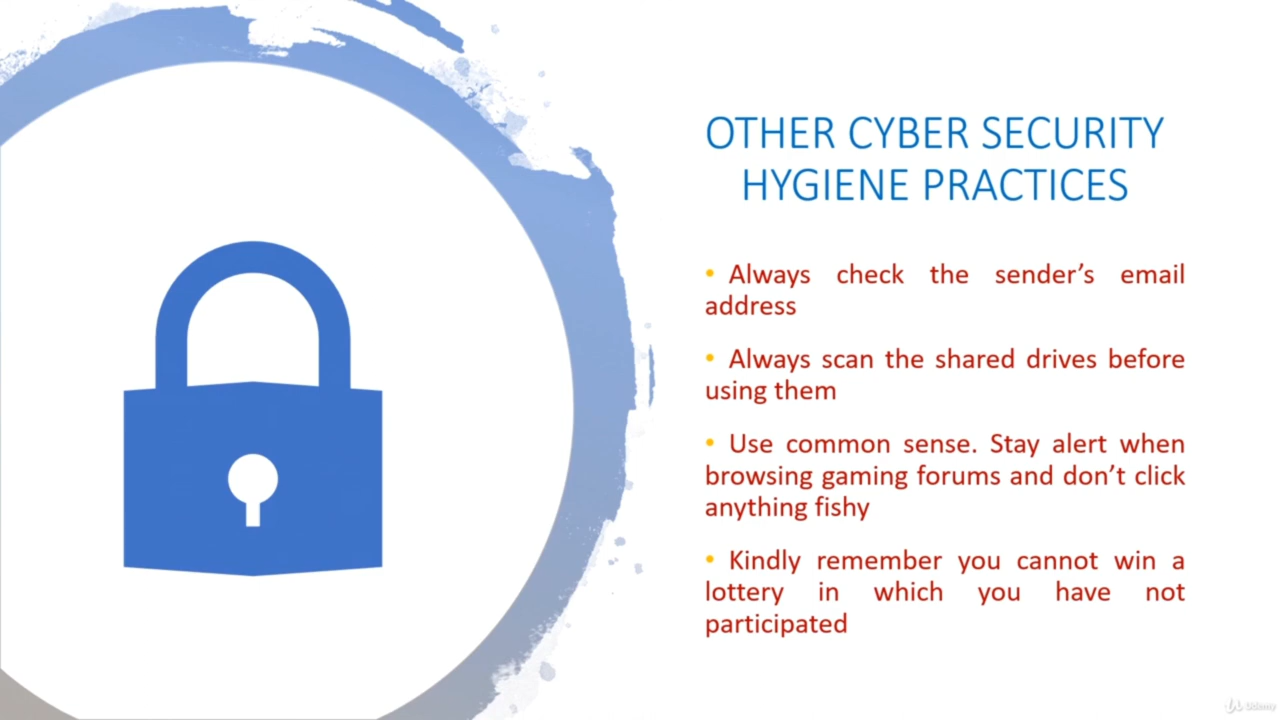 OTHER CYBER SECURITY
HYGIENE PRACTICES
• Always check the sender’s email
address
• Always scan the shared drives before
using them
• Use common sense. Stay alert when
browsing gaming forums and don’t click
anything fishy
• Kindly remember you cannot win a
lottery in which you have not
participated
Udemy